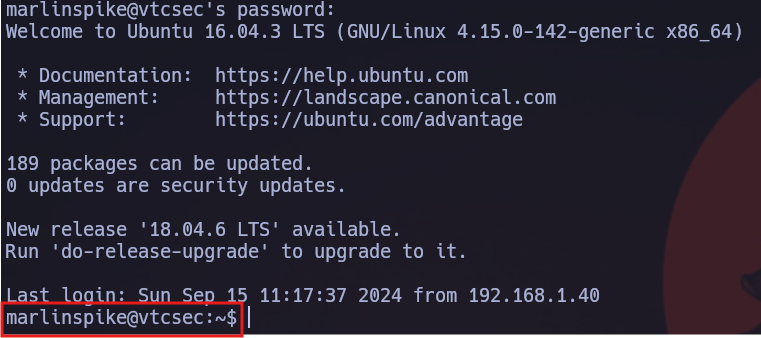 marlinspike@vtcsec's password:
Welcome to Ubuntu 16.04.3 LTS (GNU/Linux 4.15.0-142-generic x86_64)
* Documentation:  https://help.ubuntu.com
* Management:     https://landscape.canonical.com
* Support:        https://ubuntu.com/advantage
189 packages can be updated.
0 updates are security updates.
New release '18.04.6 LTS' available.
Run 'do-release-upgrade' to upgrade to it.
Last login: Sun Sep 15 11:17:37 2024 from 192.168.1.40
marlinspike@vtcsec:~$